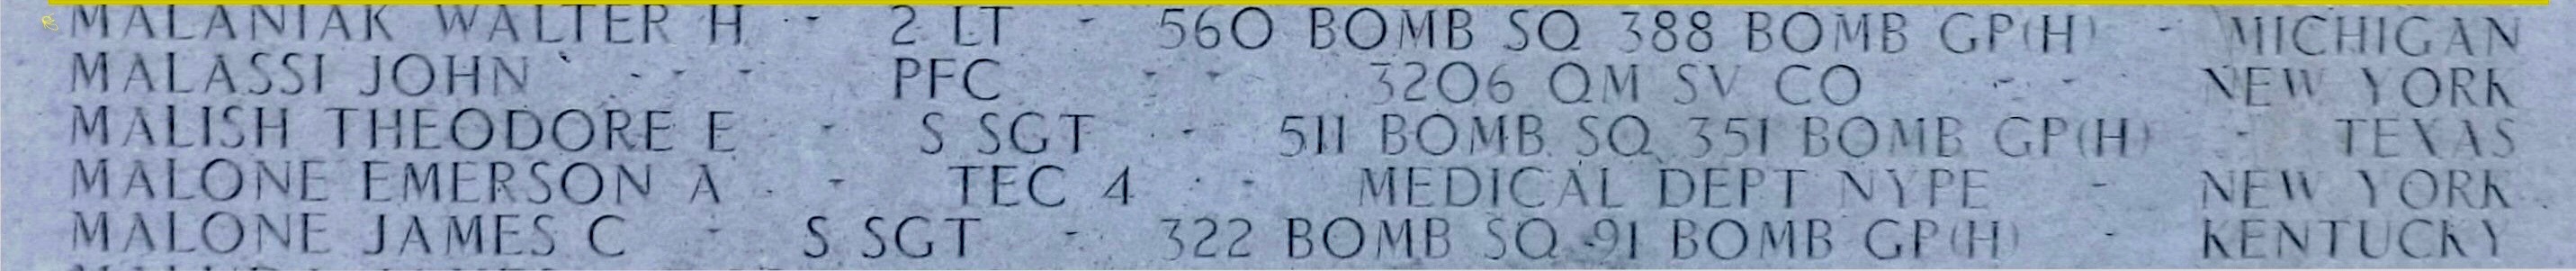 MALANIAK WALTER H - 2 LT - 560 BOMB SQ 388 BOMB GP(H) - MICHIGAN
MALASSI JOHN - - - PFC - - 3206 QM SV CO - - NEW YORK
MALISH THEODORE E - S SGT - 511 BOMB SQ 351 BOMB GP(H) - TEXAS
MALONE EMERSON A - TEC 4 - MEDICAL DEPT NYPE - NEW YORK
MALONE JAMES C - S SGT - 322 BOMB SQ 91 BOMB GP(H) - KENTUCKY